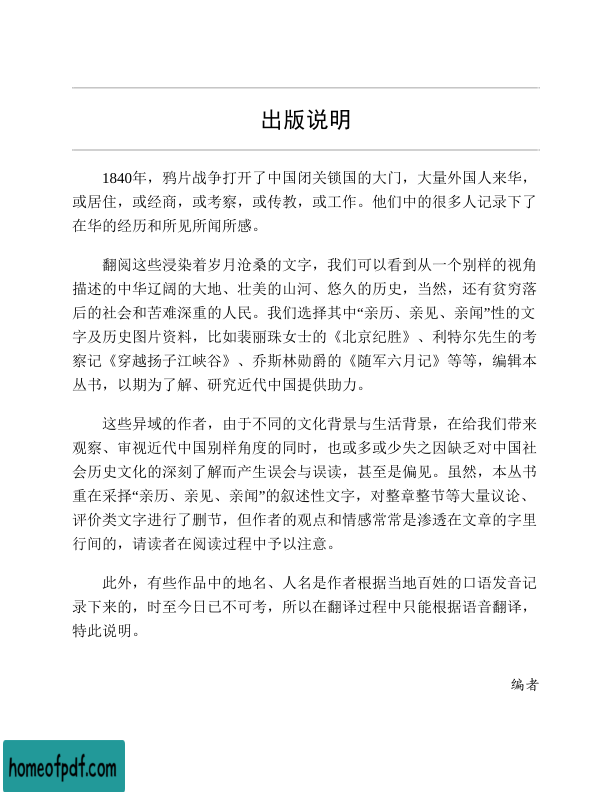 出版说明
1840年，鸦片战争打开了中国闭关锁国的大门，大量外国人来华，
或居住，或经商，或考察，或传教，或工作。他们中的很多人记录下了
在华的经历和所见所闻所感。
翻阅这些浸染着岁月沧桑的文字，我们可以看到从一个别样的视角
描述的中华辽阔的大地、壮美的山河、悠久的历史，当然，还有贫穷落
后的社会和苦难深重的人民。我们选择其中“亲历、亲见、亲闻”性的文
字及历史图片资料，比如裴丽珠女士的《北京纪胜》、利特尔先生的考
察记《穿越扬子江峡谷》、乔斯林勋爵的《随军六月记》等等，编辑本
丛书，以期为了解、研究近代中国提供助力。
这些异域的作者，由于不同的文化背景与生活背景，在给我们带来
观察、审视近代中国别样角度的同时，也或多或少失之因缺乏对中国社
会历史文化的深刻了解而产生误会与误读，甚至是偏见。虽然，本丛书
重在采择“亲历、亲见、亲闻”的叙述性文字，对整章整节等大量议论、
评价类文字进行了删节，但作者的观点和情感常常是渗透在文章的字里
行间的，请读者在阅读过程中予以注意。
此外，有些作品中的地名、人名是作者根据当地百姓的口语发音记
录下来的，时至今日已不可考，所以在翻译过程中只能根据语音翻译，
特此说明。
编者
homeofpdf.com